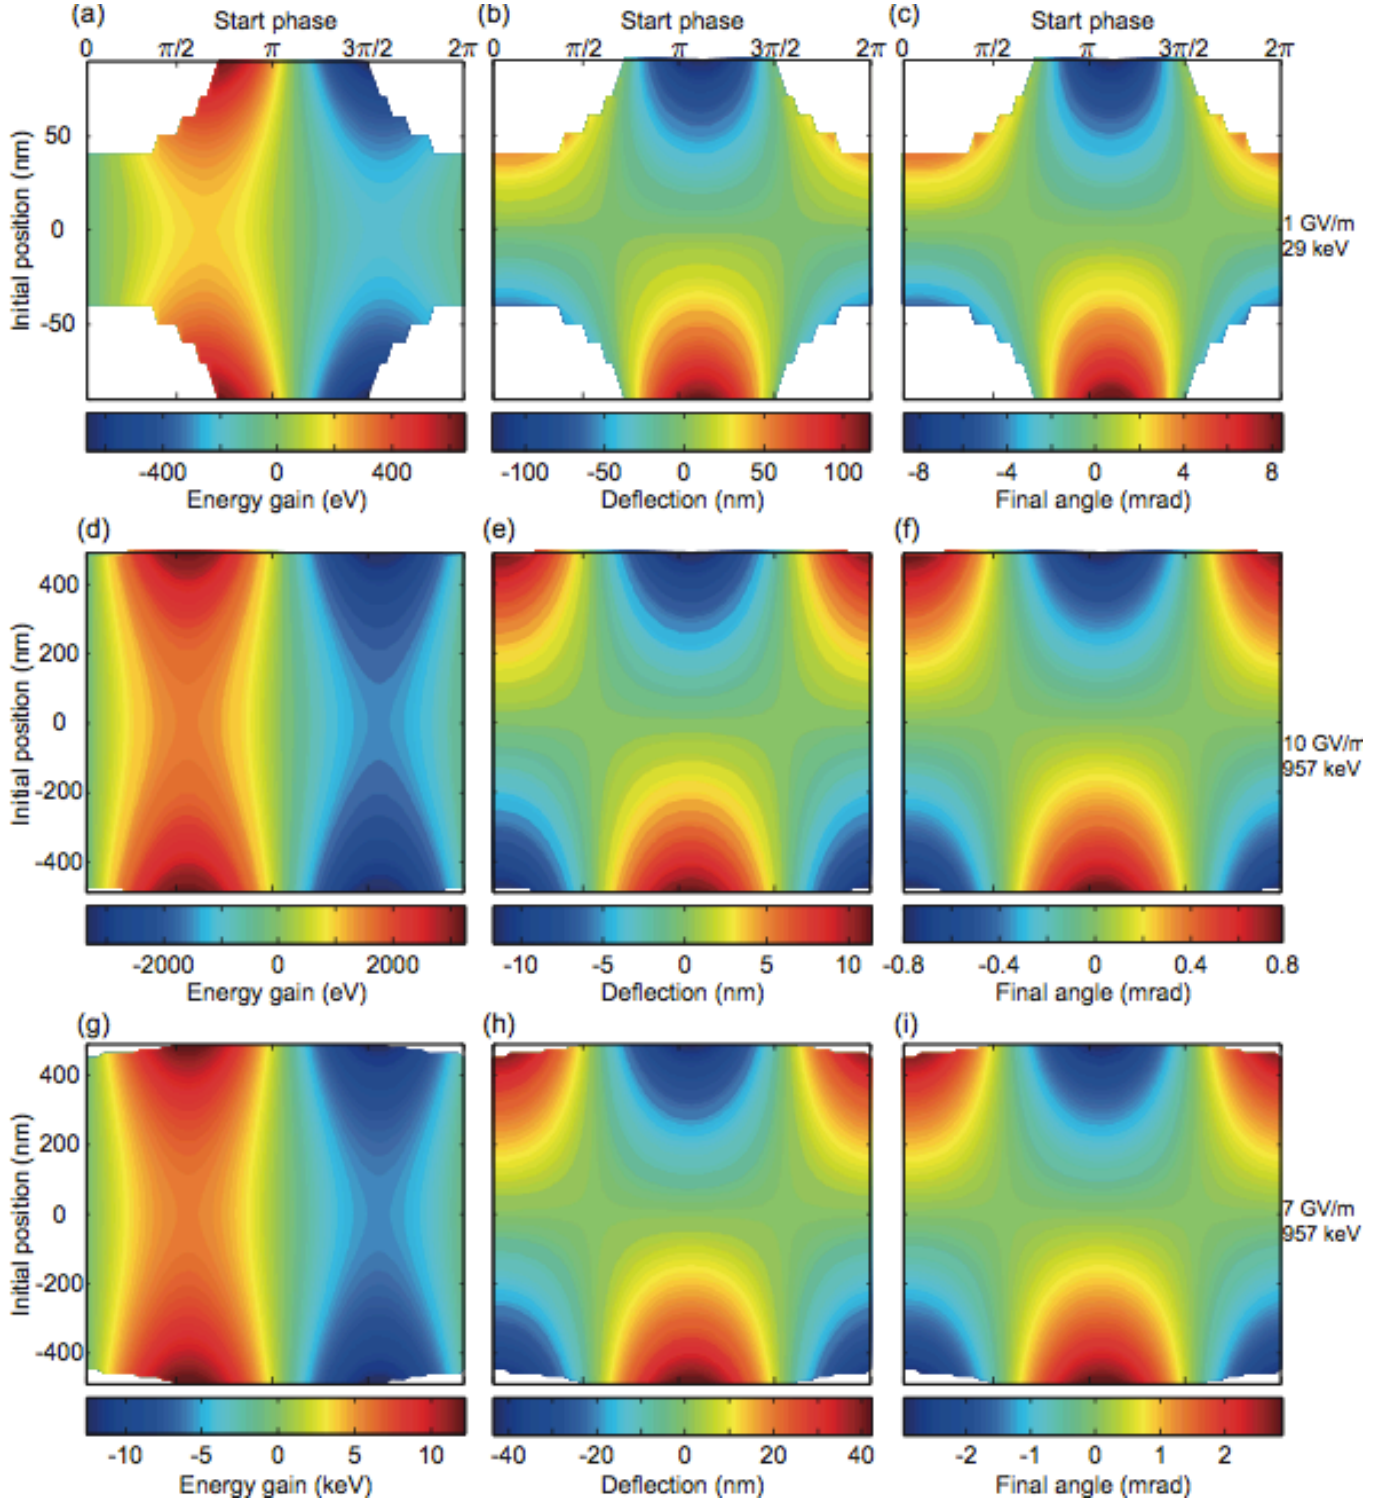 (a) Start phase (b) Start phase (c) Start phase
0 π/2 π 3π/2 2π 0 π/2 π 3π/2 2π 0 π/2 π 3π/2 2π
Initial position (nm)
50
0
-50
1 GV/m
29 keV
-400 0 400 -100 -50 0 50 100 -8 -4 0 4 8
Energy gain (eV) Deflection (nm) Final angle (mrad)
(d) (e) (f)
Initial position (nm)
400
200
0
-200
-400
10 GV/m
957 keV
-2000 0 2000 -10 -5 0 5 10 -0.8 -0.4 0 0.4 0.8
Energy gain (eV) Deflection (nm) Final angle (mrad)
(g) (h) (i)
Initial position (nm)
400
200
0
-200
-400
7 GV/m
957 keV
-10 -5 0 5 10 -40 -20 0 20 40 -2 -1 0 1 2
Energy gain (keV) Deflection (nm) Final angle (mrad)